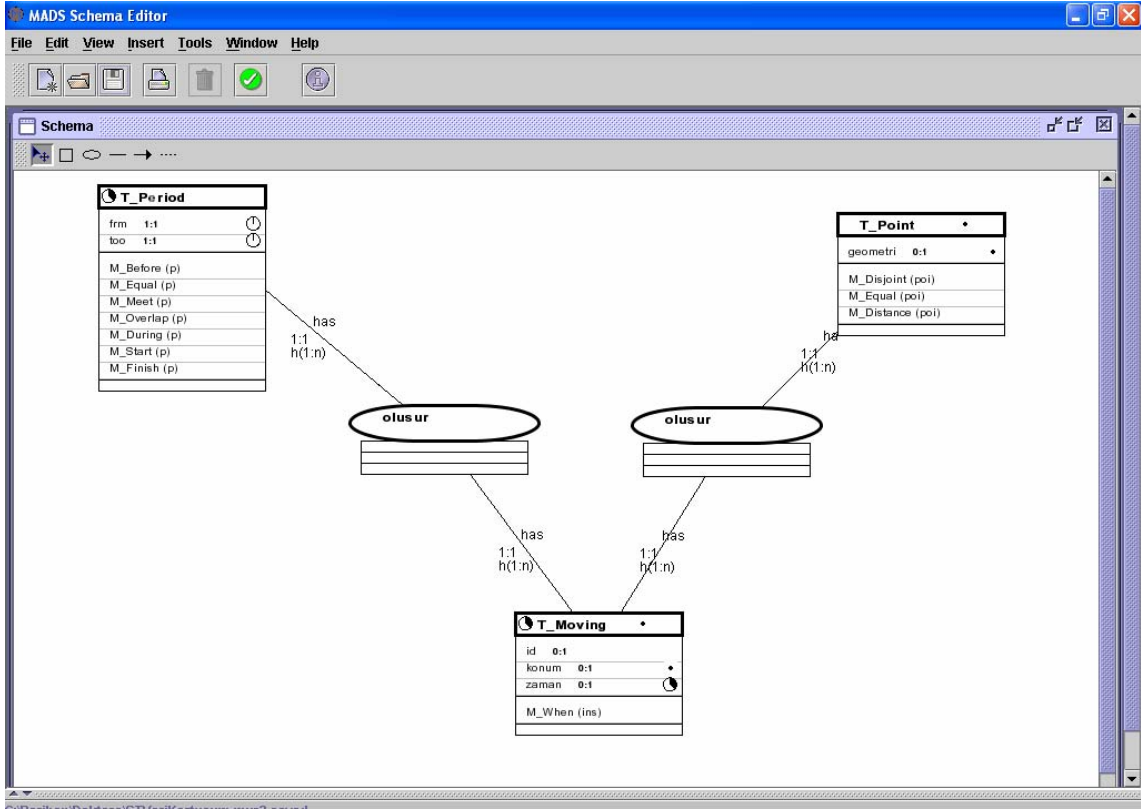 MADS Schema Editor
File Edit View Insert Tools Window Help
Schema
T_Period
frm 1:1
too 1:1
M_Before (p)
M_Equal (p)
M_Meet (p)
M_Overlap (p)
M_During (p)
M_Start (p)
M_Finish (p)
T_Point
geometri 0:1
M_Disjoint (poi)
M_Equal (poi)
M_Distance (poi)
has
1:1
h(1:n)
ha
1:1
h(1:n)
olusur
olusur
has
1:1
h(1:n)
has
1:1
h(1:n)
T_Moving
id 0:1
konum 0:1
zaman 0:1
M_When (ins)